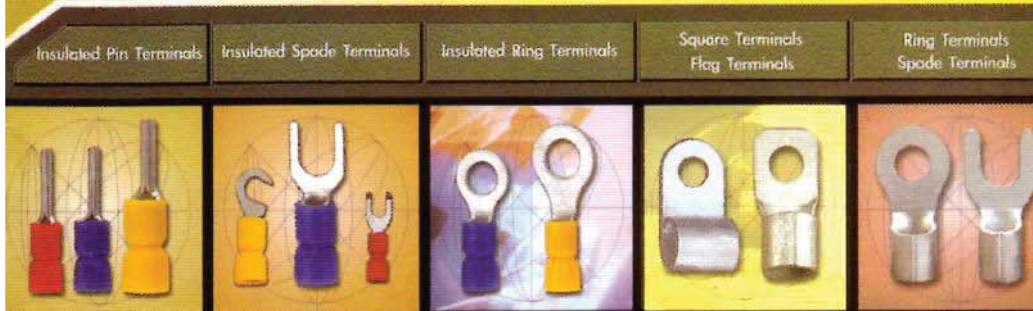 Insulated Pin Terminals
Insulated Spade Terminals
Insulated Ring Terminals
Square Terminals
Flag Terminals
Ring Terminals
Spade Terminals